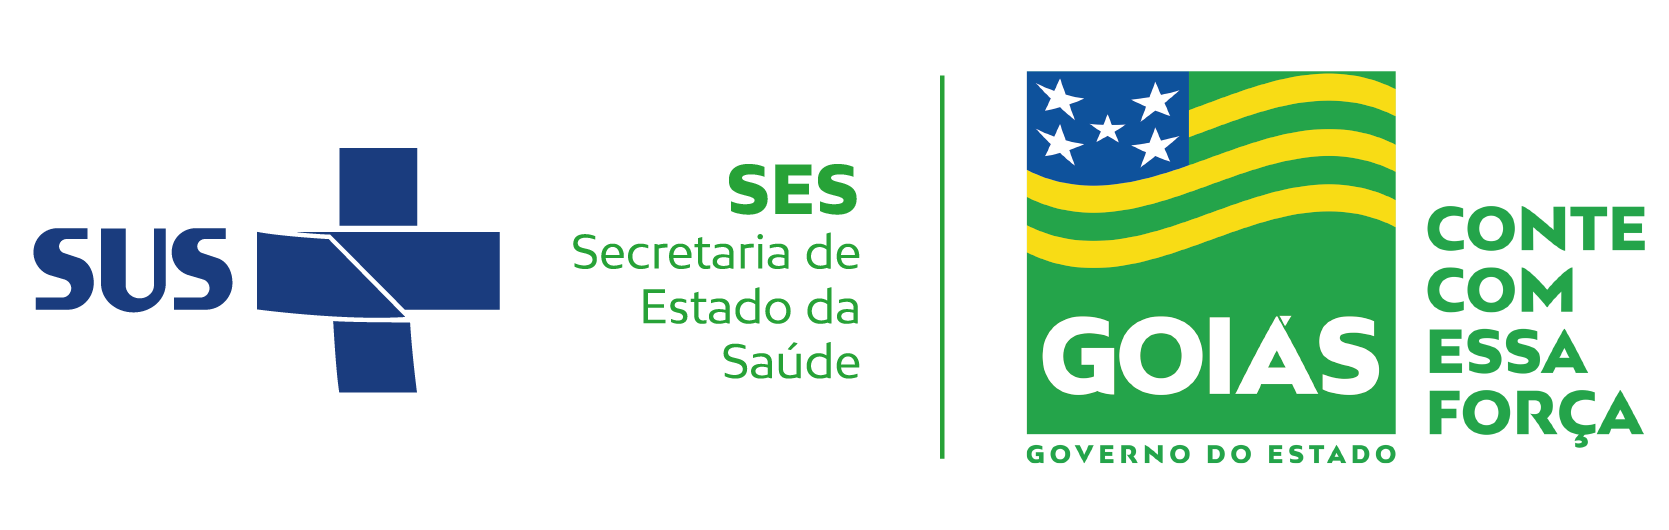 SUS
SES
Secretaria de
Estado da
Saúde
GOIÁS
GOVERNO DO ESTADO
CONTE
COM
ESSA
FORÇA